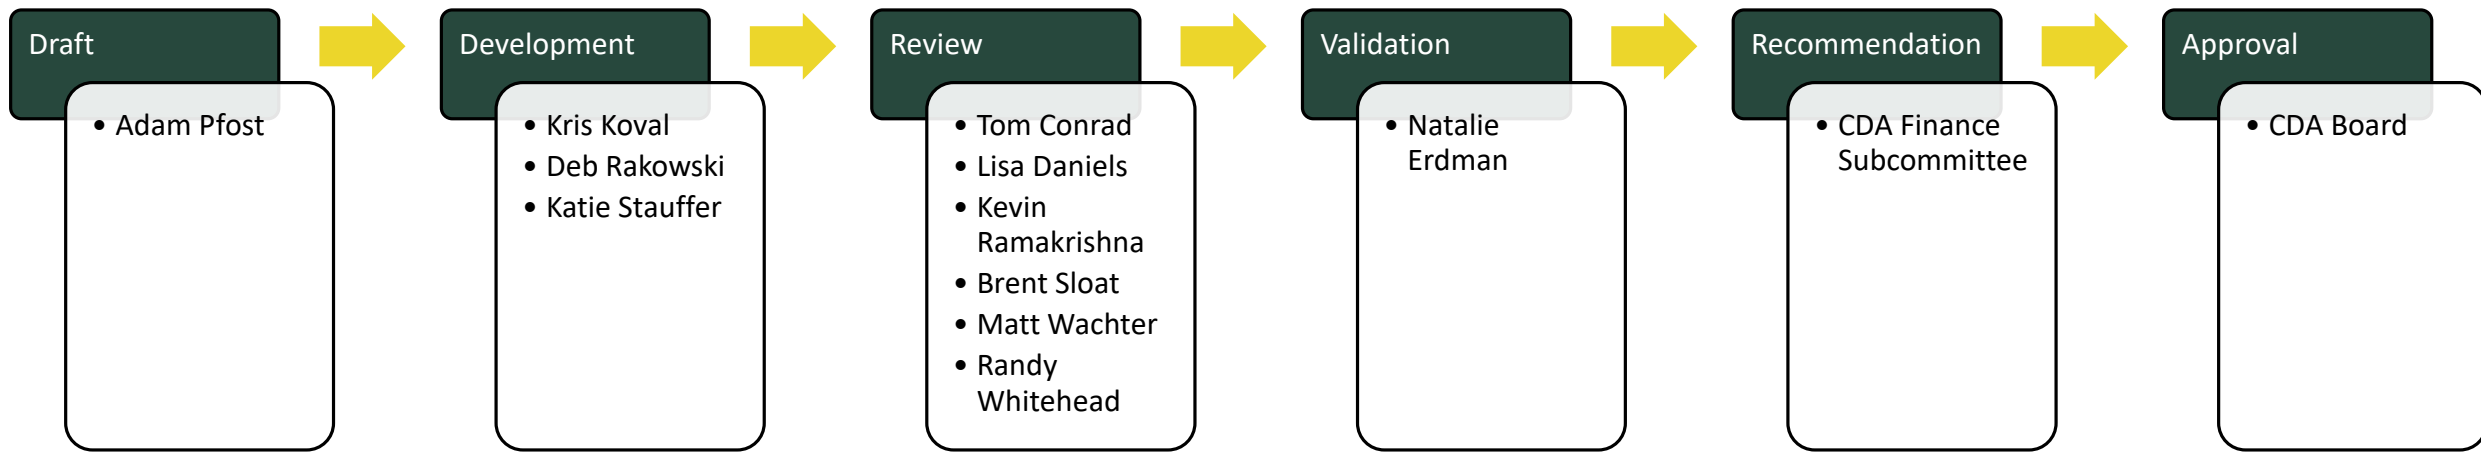 Draft
• Adam Pfost
Development
• Kris Koval
• Deb Rakowski
• Katie Stauffer
Review
• Tom Conrad
• Lisa Daniels
• Kevin
Ramakrishna
• Brent Sloat
• Matt Wachter
• Randy
Whitehead
Validation
• Natalie
Erdman
Recommendation
• CDA Finance
Subcommittee
Approval
• CDA Board